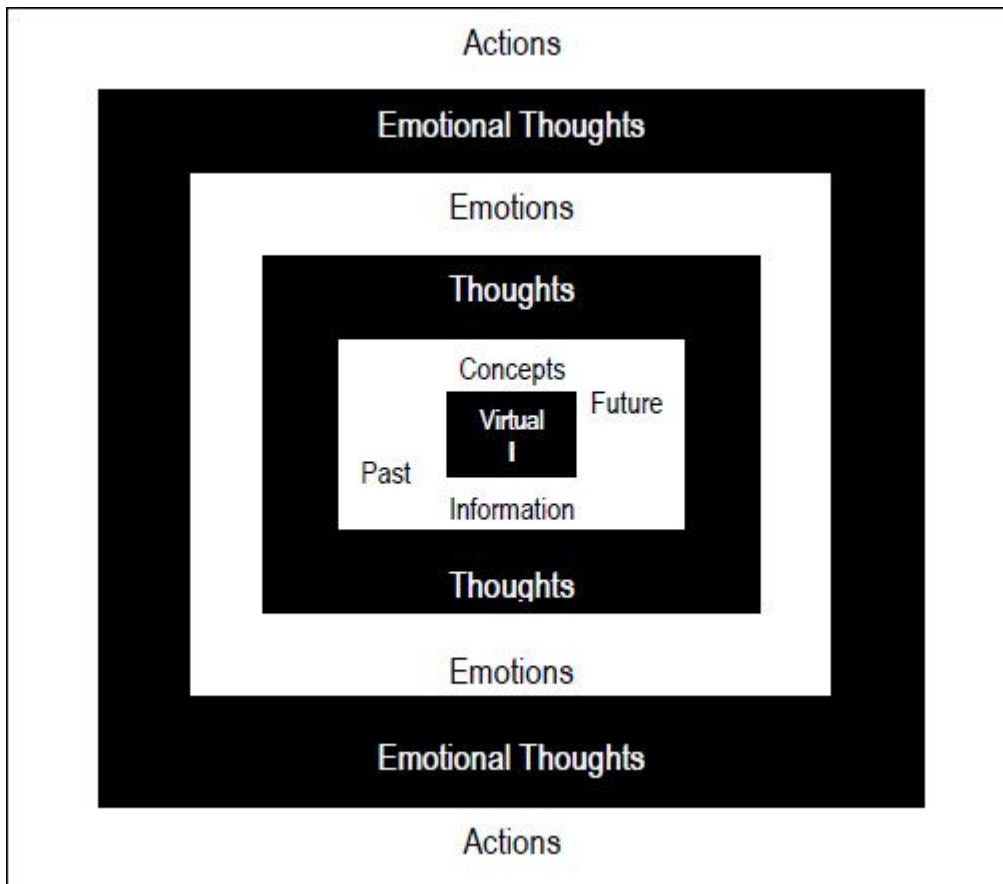 Actions
Emotional Thoughts
Emotions
Thoughts
Concepts
Future
Virtual
I
Past
Information
Thoughts
Emotions
Emotional Thoughts
Actions